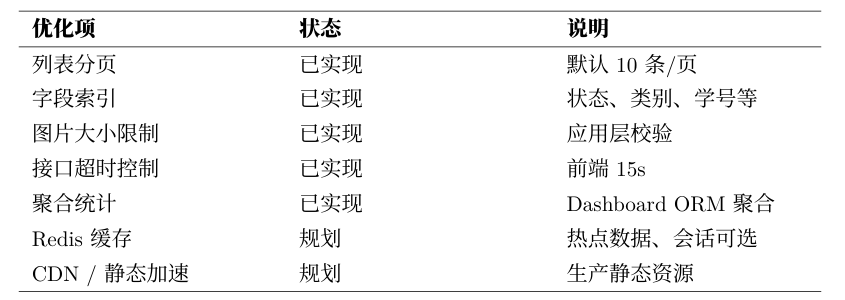 优化项 状态 说明
列表分页 已实现 默认 10 条/页
字段索引 已实现 状态、类别、学号等
图片大小限制 已实现 应用层校验
接口超时控制 已实现 前端 15s
聚合统计 已实现 Dashboard ORM 聚合
Redis 缓存 规划 热点数据、会话可选
CDN / 静态加速 规划 生产静态资源